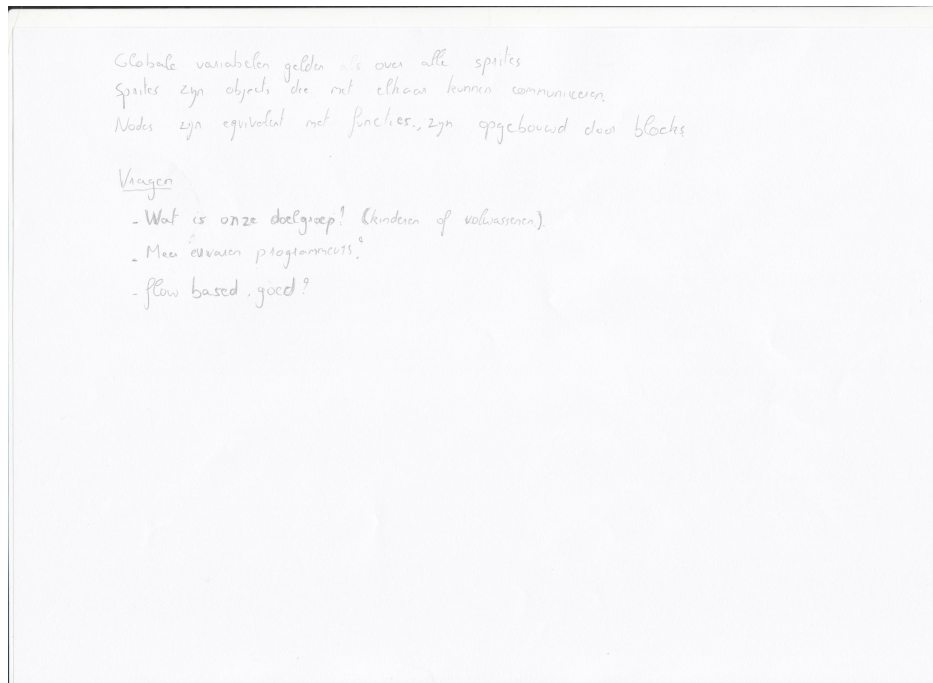 Globale variabelen gelden als over alle sprites
Sprites zijn objects die met elkaar kunnen communiceren.
Nodes zijn equivalent met functies., zijn opgebouwd door blocks
Vragen
- Wat is onze doelgroep? (kinderen of volwassenen).
- Meer ervaren programmeurs?
- flow based, goed?